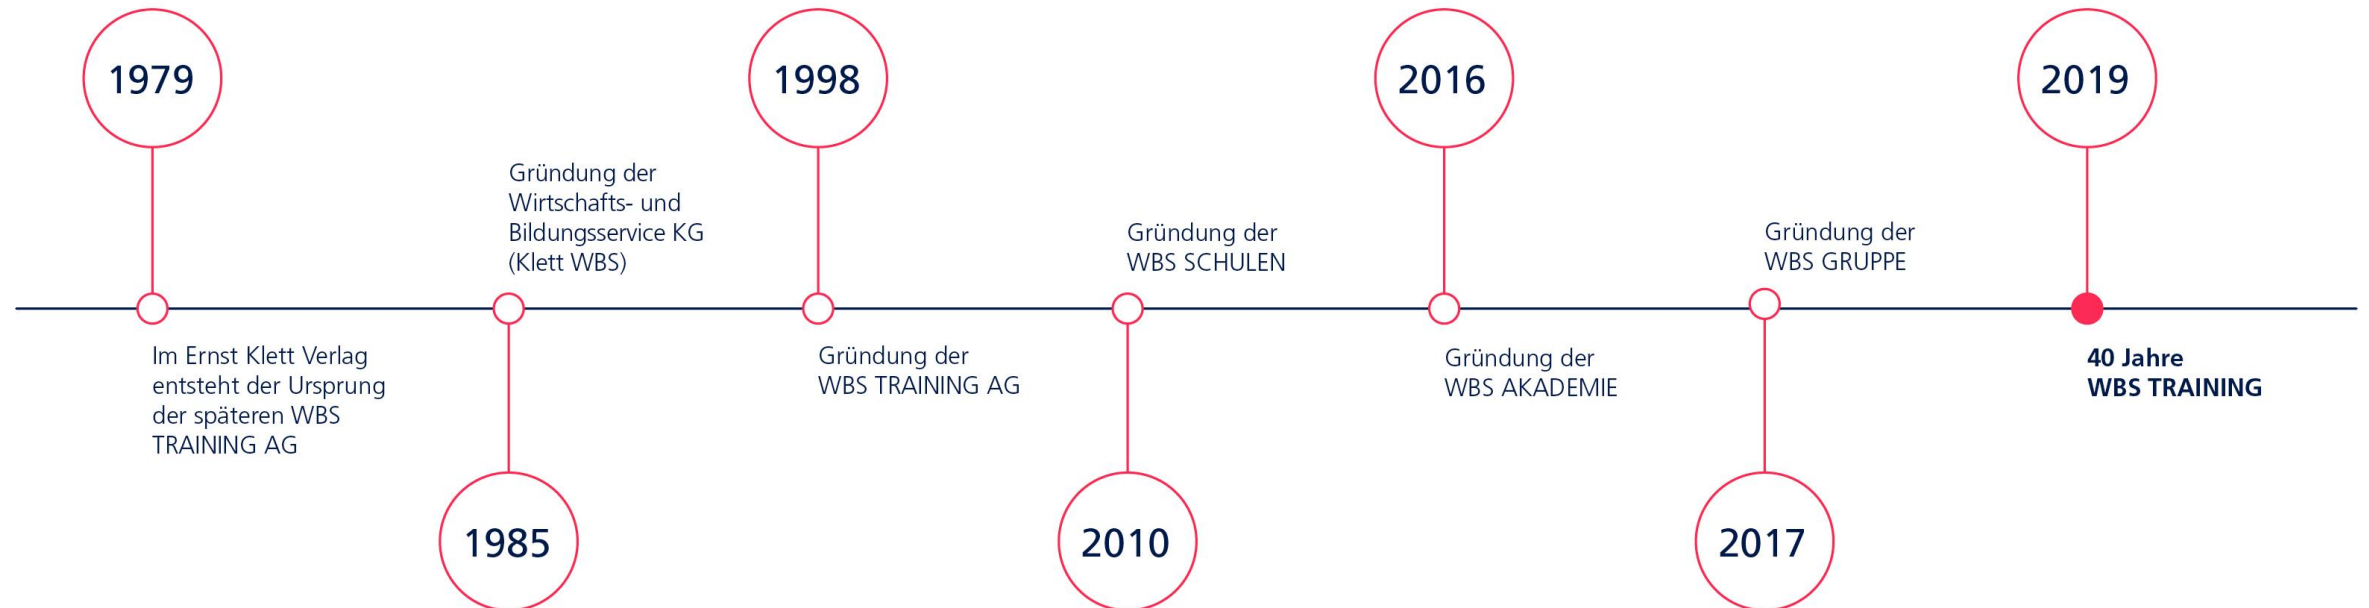 1979
Im Ernst Klett Verlag
entsteht der Ursprung
der späteren WBS
TRAINING AG
Gründung der
Wirtschafts- und
Bildungsservice KG
(Klett WBS)
1985
1998
Gründung der
WBS TRAINING AG
Gründung der
WBS SCHULEN
2010
2016
Gründung der
WBS AKADEMIE
Gründung der
WBS GRUPPE
2017
2019
40 Jahre
WBS TRAINING